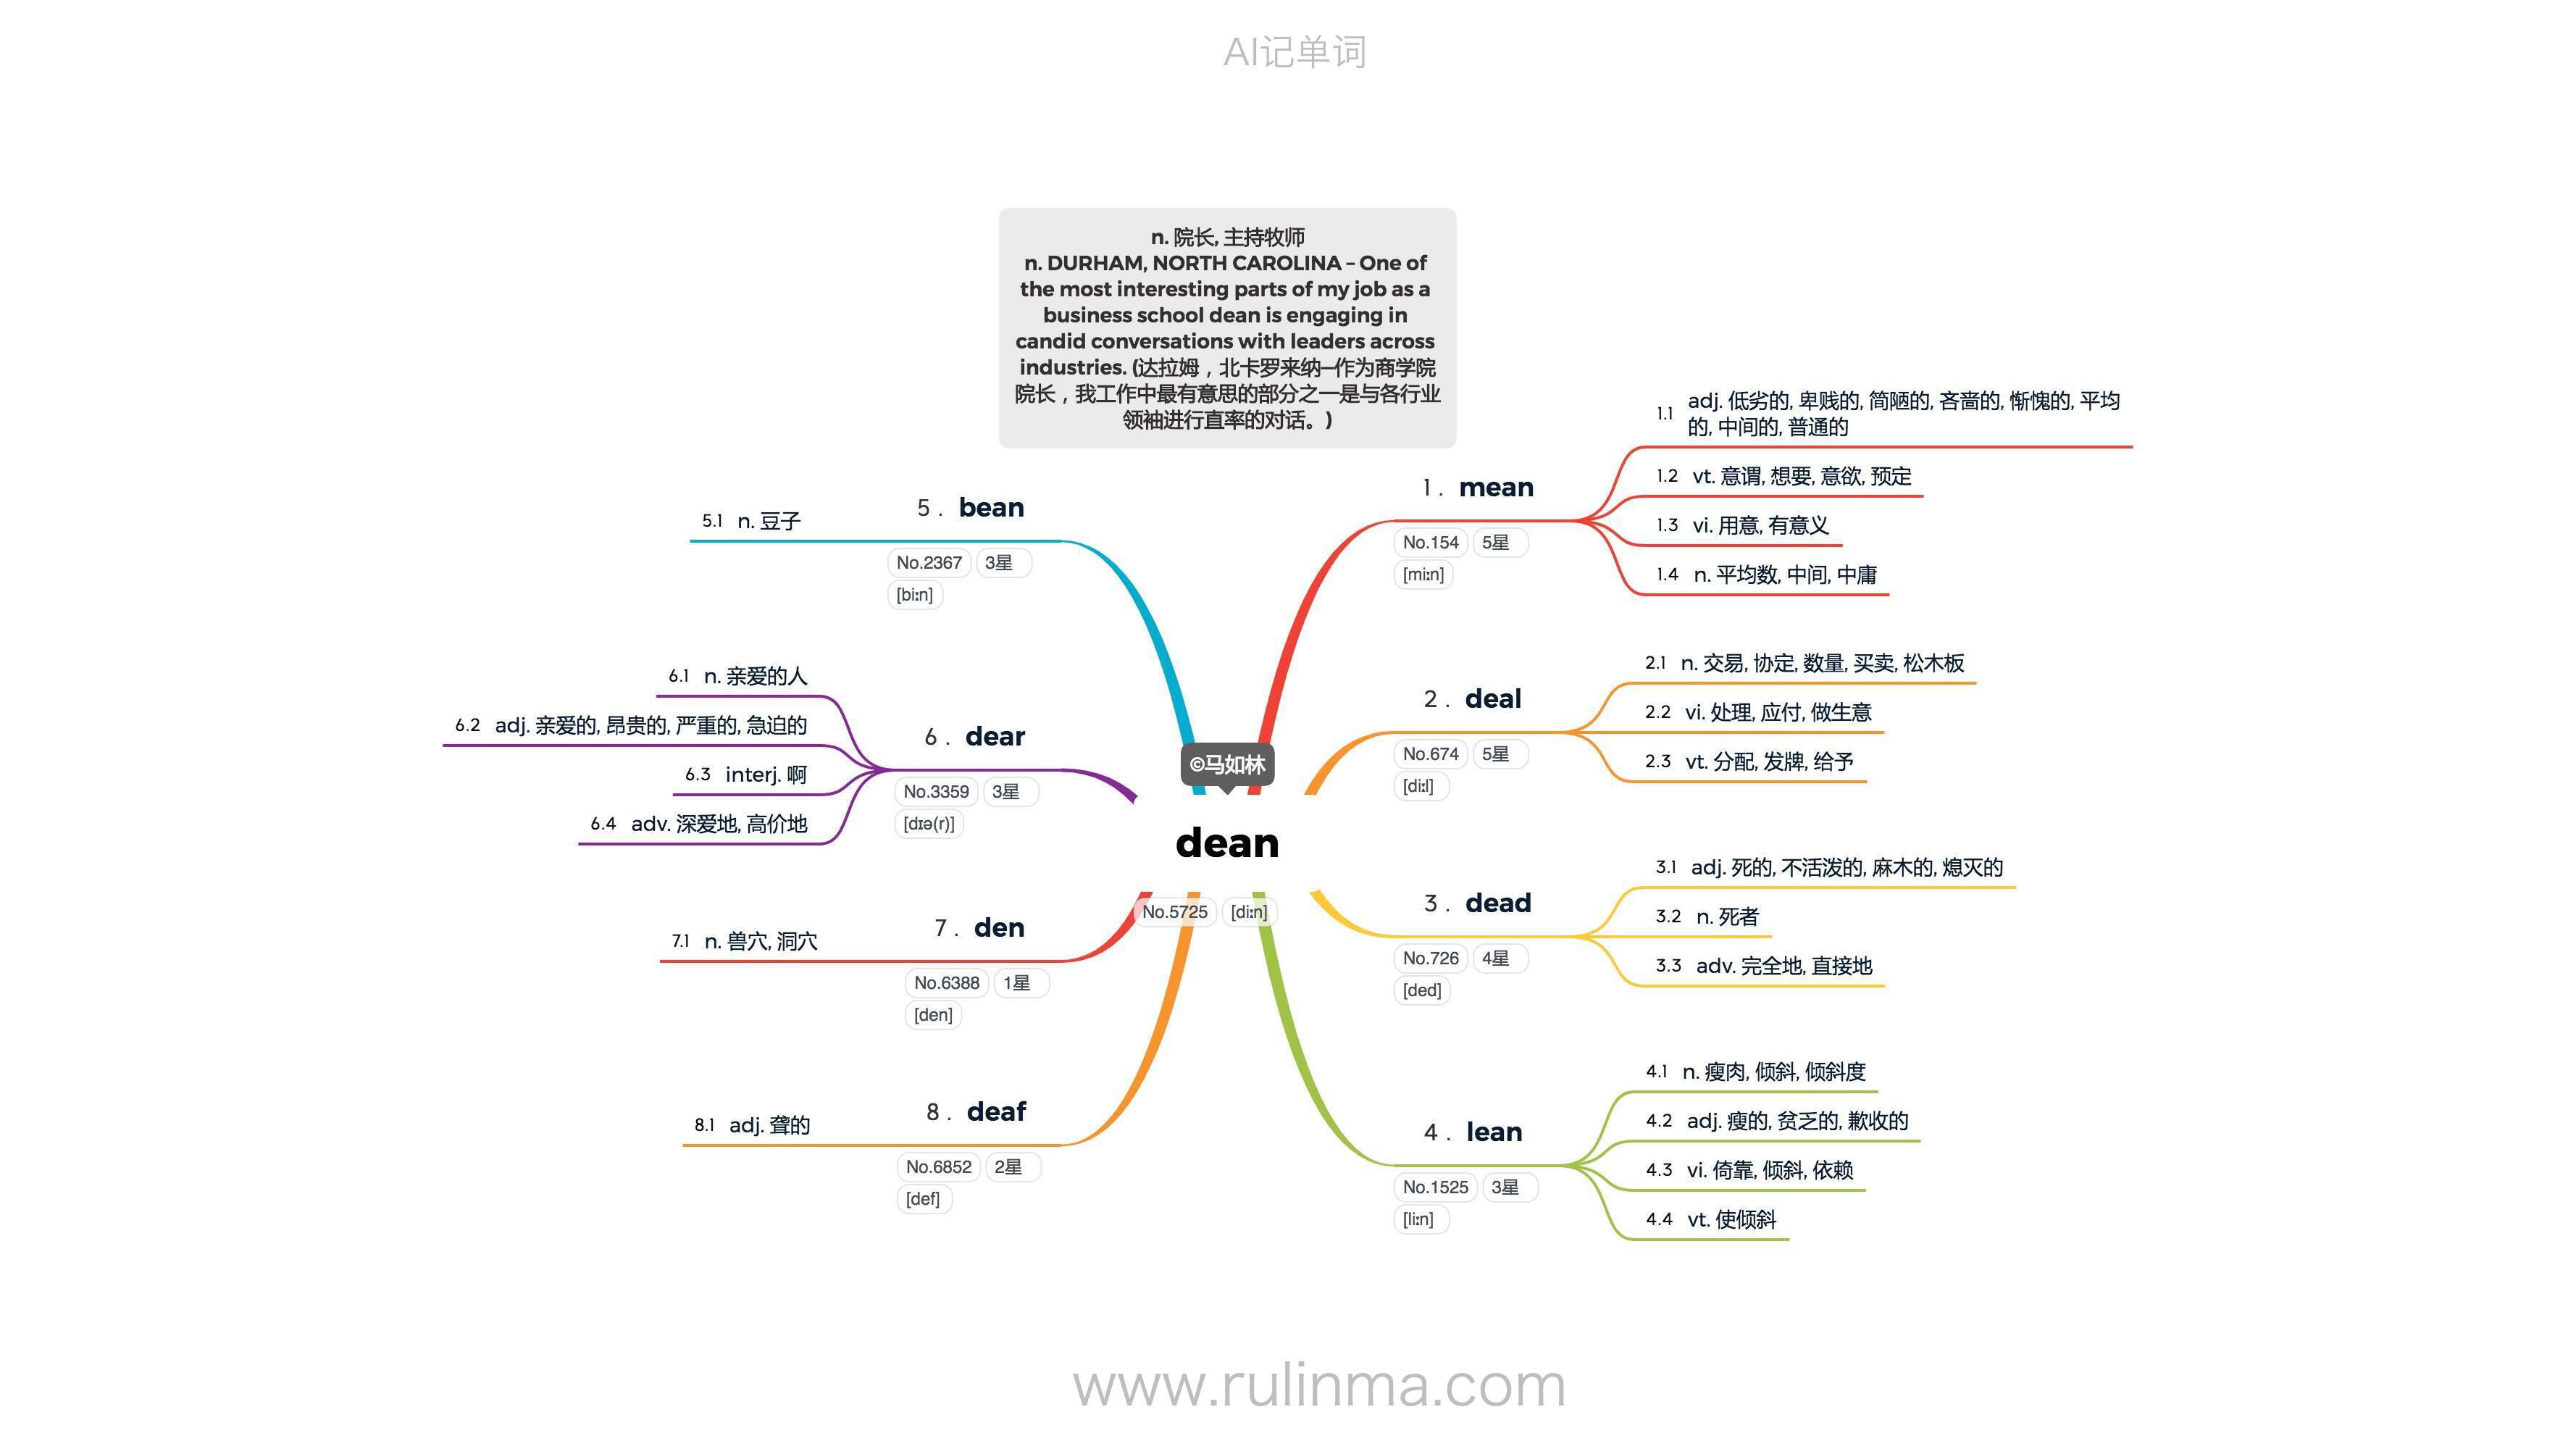 AI记单词
n. 院长, 主持牧师
n. DURHAM, NORTH CAROLINA – One of
the most interesting parts of my job as a
business school dean is engaging in
candid conversations with leaders across
industries. (达拉姆，北卡罗来纳—作为商学院
院长，我工作中最有意思的部分之一是与各行业
领袖进行直率的对话。)
©马如林
dean
No.5725 [diːn]
1. mean
No.154 5星
[miːn]
1.1 adj. 低劣的, 卑贱的, 简陋的, 吝啬的, 惭愧的, 平均
的, 中间的, 普通的
1.2 vt. 意谓, 想要, 意欲, 预定
1.3 vi. 用意, 有意义
1.4 n. 平均数, 中间, 中庸
2. deal
No.674 5星
[diːl]
2.1 n. 交易, 协定, 数量, 买卖, 松木板
2.2 vi. 处理, 应付, 做生意
2.3 vt. 分配, 发牌, 给予
3. dead
No.726 4星
[ded]
3.1 adj. 死的, 不活泼的, 麻木的, 熄灭的
3.2 n. 死者
3.3 adv. 完全地, 直接地
4. lean
No.1525 3星
[liːn]
4.1 n. 瘦肉, 倾斜, 倾斜度
4.2 adj. 瘦的, 贫乏的, 歉收的
4.3 vi. 倚靠, 倾斜, 依赖
4.4 vt. 使倾斜
5. bean
No.2367 3星
[biːn]
5.1 n. 豆子
6. dear
No.3359 3星
[dɪə(r)]
6.1 n. 亲爱的人
6.2 adj. 亲爱的, 昂贵的, 严重的, 急迫的
6.3 interj. 啊
6.4 adv. 深爱地, 高价地
7. den
No.6388 1星
[den]
7.1 n. 兽穴, 洞穴
8. deaf
No.6852 2星
[def]
8.1 adj. 聋的
www.rulinma.com